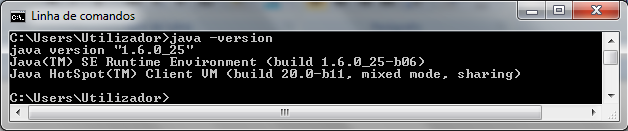 Linha de comandos
C:\Users\Utilizador>java -version
java version "1.6.0_25"
Java(TM) SE Runtime Environment (build 1.6.0_25-b06)
Java HotSpot(TM) Client VM (build 20.0-b11, mixed mode, sharing)
C:\Users\Utilizador>